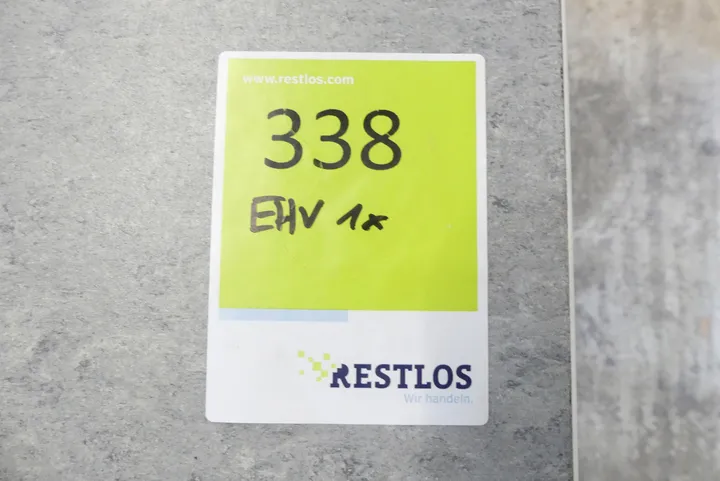 www.restlos.com
338
EHV 1x
RESTLOS
Wir handeln.